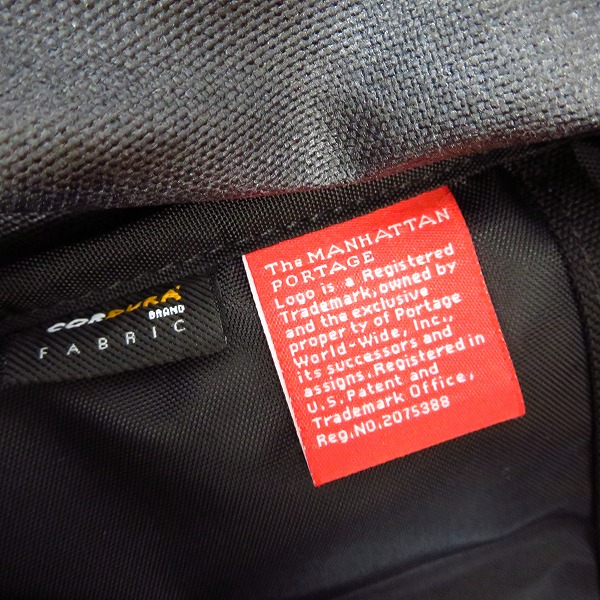 CORDURA
BRAND
FABRIC
The MANHATTAN
PORTAGE
Logo is a Registered
Trademark,owned by
and the exclusive
property of Portage
World-Wide, Inc.,
its successors and
assigns. Registered in
U.S. Patent and
Trademark Office,
Reg.NO.2075388